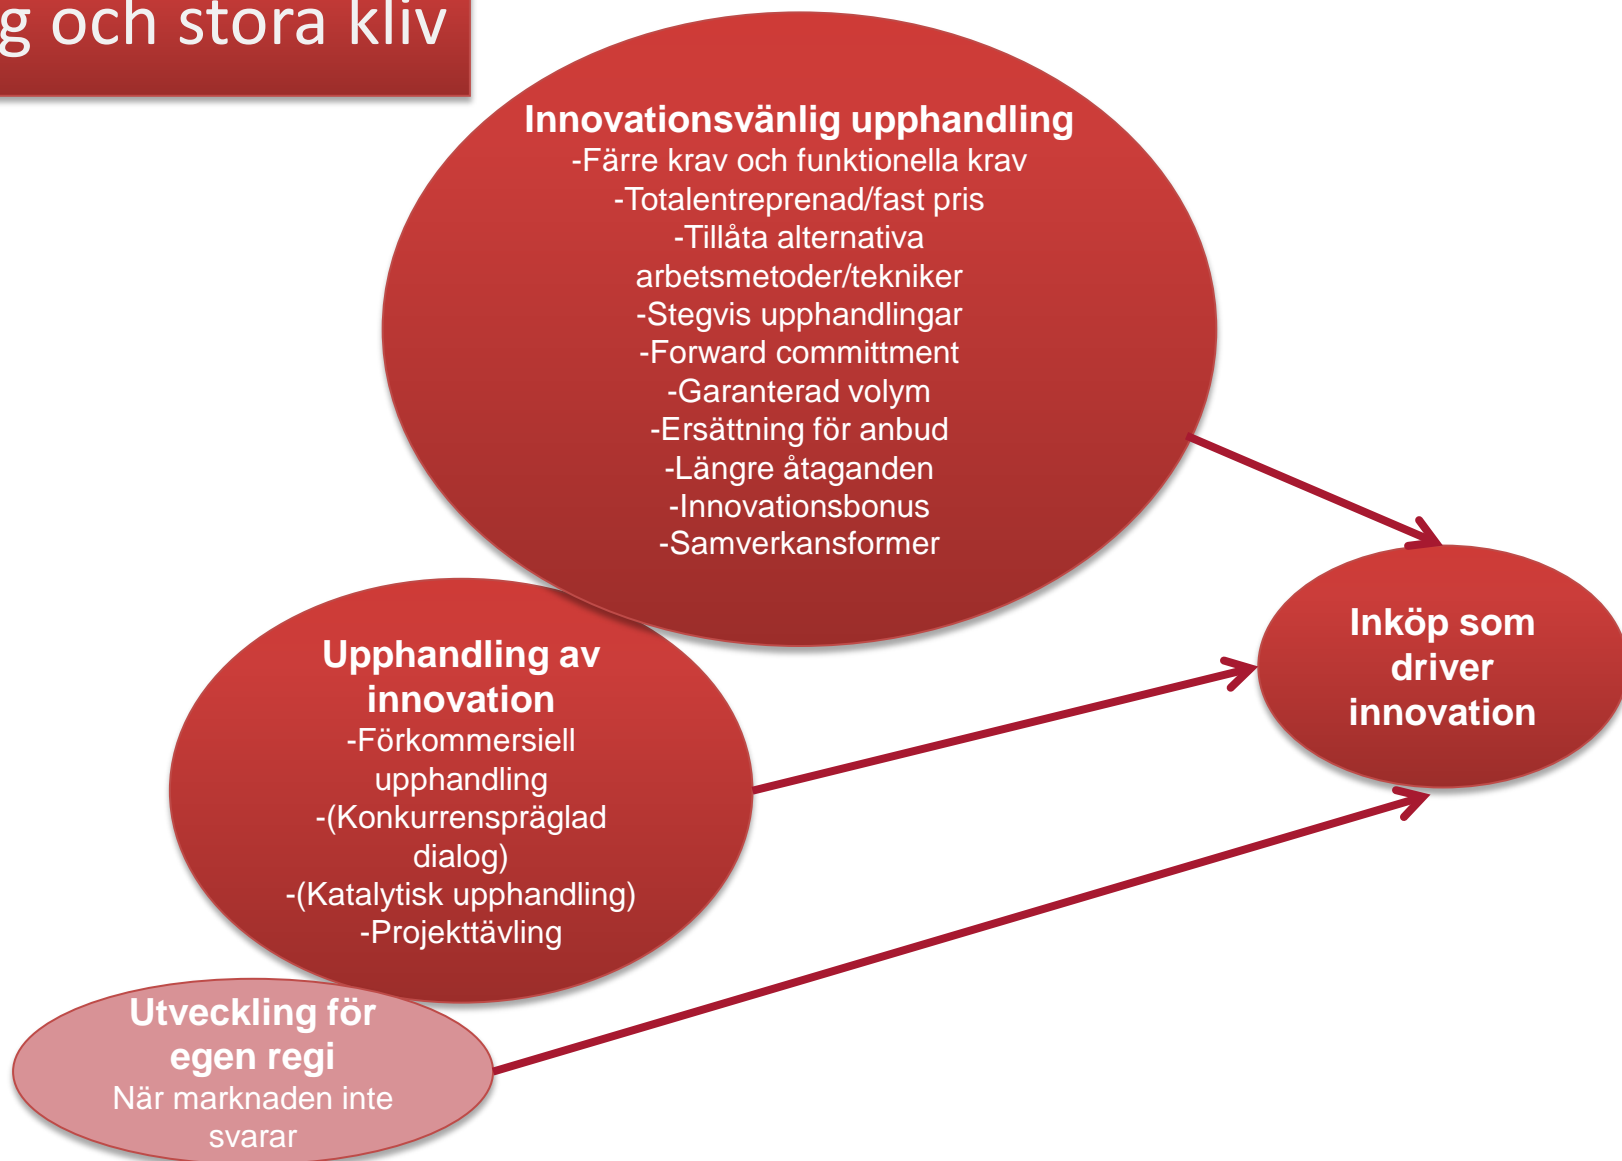 g och stora kliv
Innovationsvänlig upphandling
-Färre krav och funktionella krav
-Totalentreprenad/fast pris
-Tillåta alternativa
arbetsmetoder/tekniker
-Stegvis upphandlingar
-Forward committment
-Garanterad volym
-Ersättning för anbud
-Längre åtaganden
-Innovationsbonus
-Samverkansformer
Upphandling av
innovation
-Förkommersiell
upphandling
-(Konkurrenspräglad
dialog)
-(Katalytisk upphandling)
-Projekttävling
Utveckling för
egen regi
När marknaden inte
svarar
Inköp som
driver
innovation